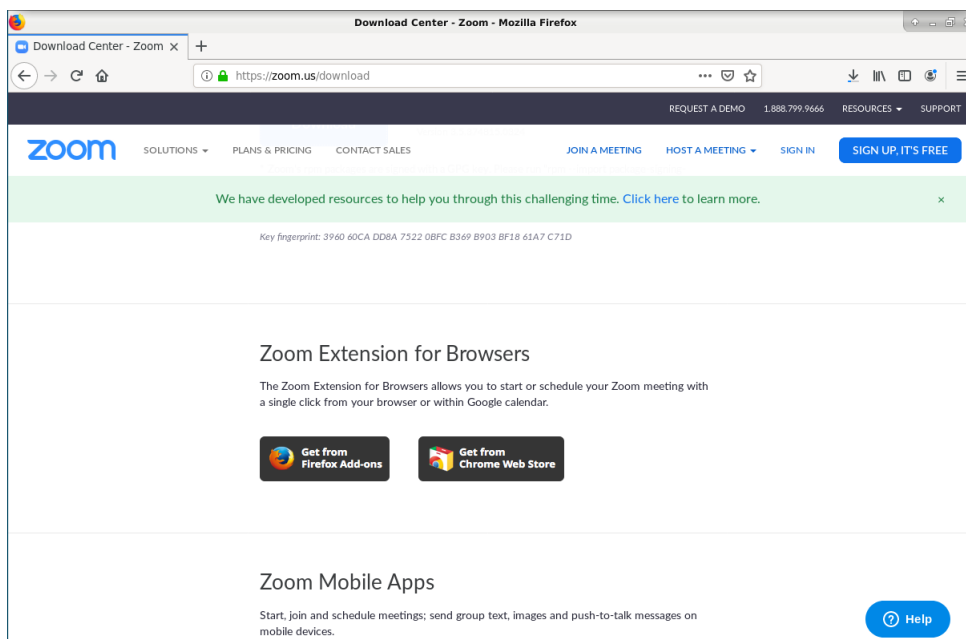 Download Center - Zoom - Mozilla Firefox
Download Center - Zoom
https://zoom.us/download
REQUEST A DEMO 1.888.799.9666 RESOURCES SUPPORT
zoom SOLUTIONS PLANS & PRICING CONTACT SALES JOIN A MEETING HOST A MEETING SIGN IN SIGN UP, IT'S FREE
We have developed resources to help you through this challenging time. Click here to learn more. ×
Key fingerprint: 3960 60CA DD8A 7522 0BFC B369 B903 BF18 61A7 C71D
Zoom Extension for Browsers
The Zoom Extension for Browsers allows you to start or schedule your Zoom meeting with
a single click from your browser or within Google calendar.
Get from
Firefox Add-ons
Get from
Chrome Web Store
Zoom Mobile Apps
Start, join and schedule meetings; send group text, images and push-to-talk messages on
mobile devices.
Help